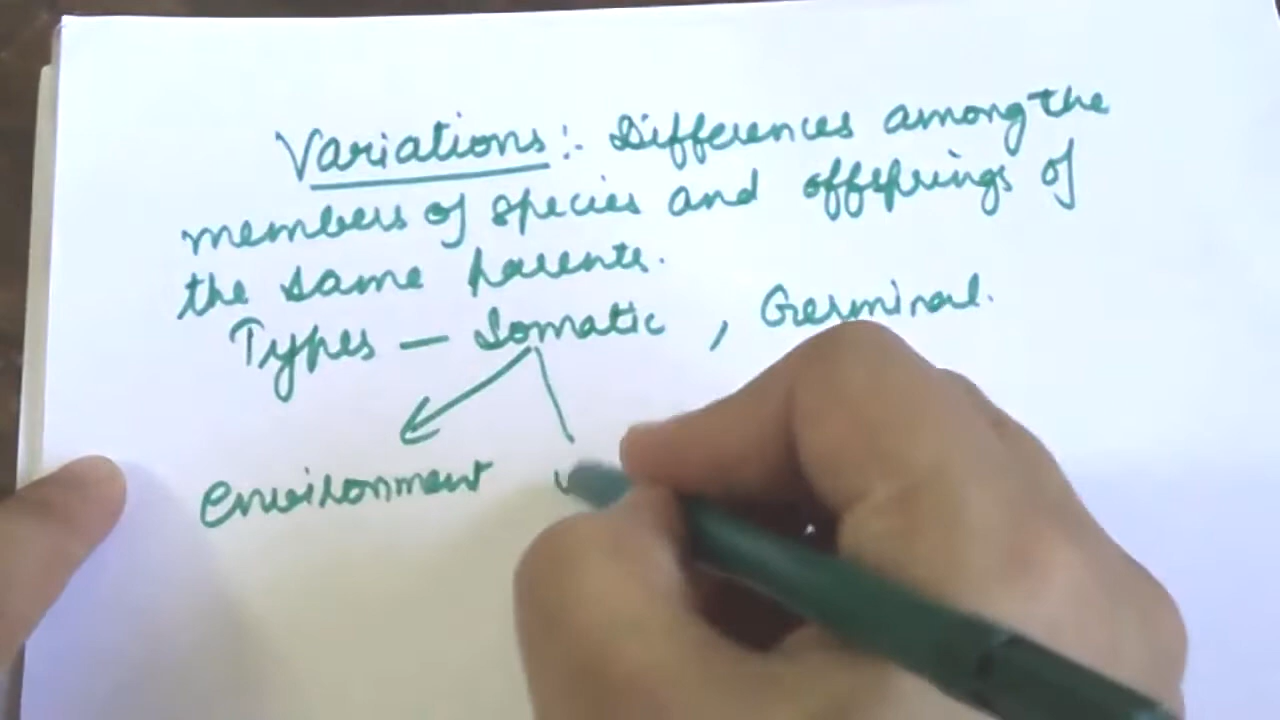 Variations:- Differences among the
members of species and offsprings of
the same parents.
Types — Somatic , Germinal.
environment